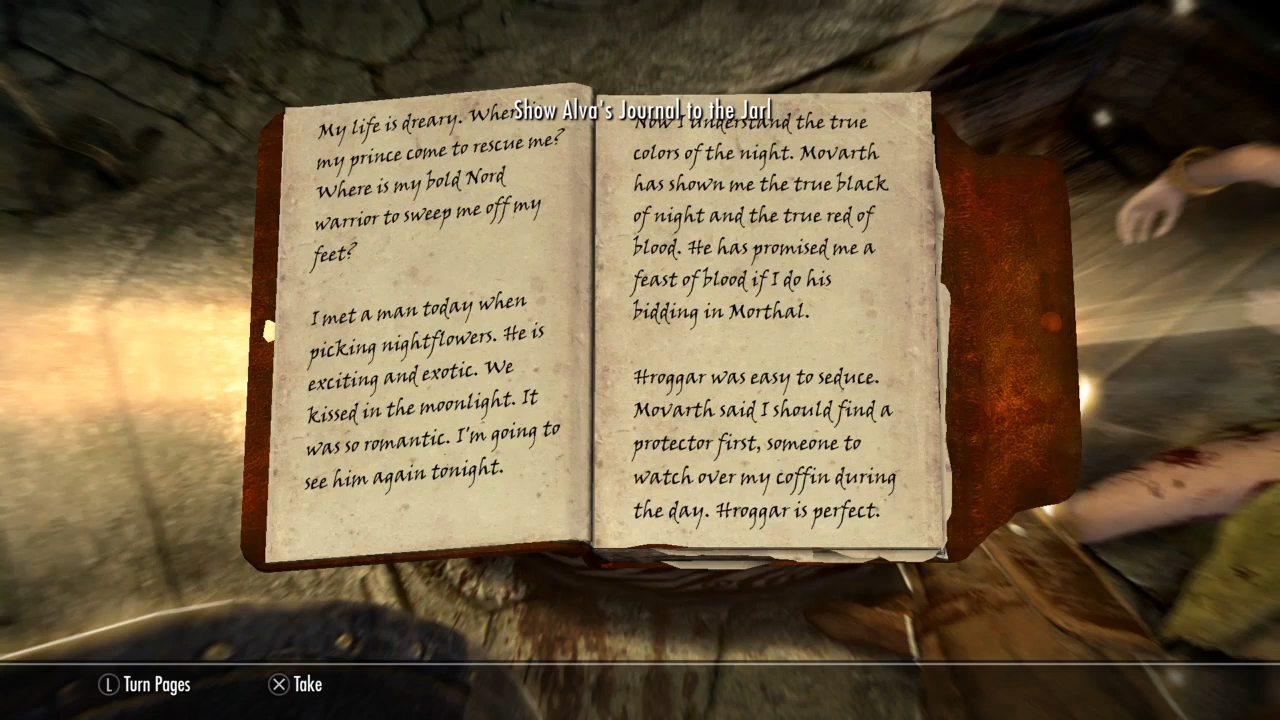 Show Alva's Journal to the Jarl
My life is dreary. Wher
my prince come to rescue me?
Where is my bold Nord
warrior to sweep me off my
feet?
I met a man today when
picking nightflowers. He is
exciting and exotic. We
kissed in the moonlight. It
was so romantic. I'm going to
see him again tonight.
Now I understand the true
colors of the night. Movarth
has shown me the true black
of night and the true red of
blood. He has promised me a
feast of blood if I do his
bidding in Morthal.
Hroggar was easy to seduce.
Movarth said I should find a
protector first, someone to
watch over my coffin during
the day. Hroggar is perfect.
L Turn Pages
X Take